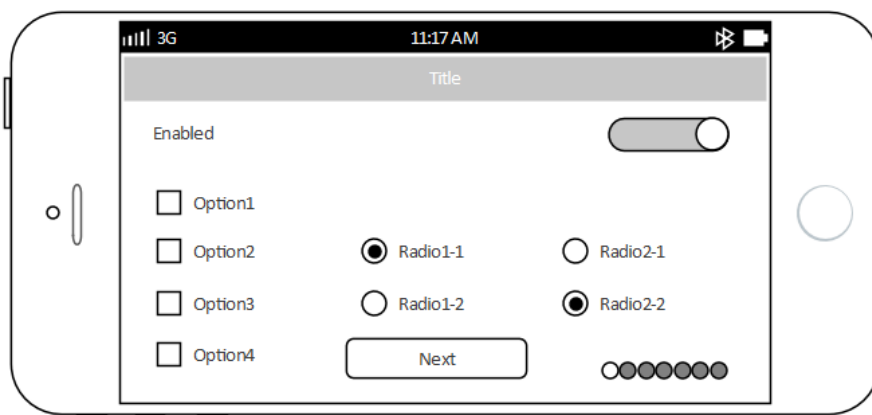 3G 11:17 AM
Title
Enabled
Option1
Option2 Radio1-1 Radio2-1
Option3 Radio1-2 Radio2-2
Option4 Next